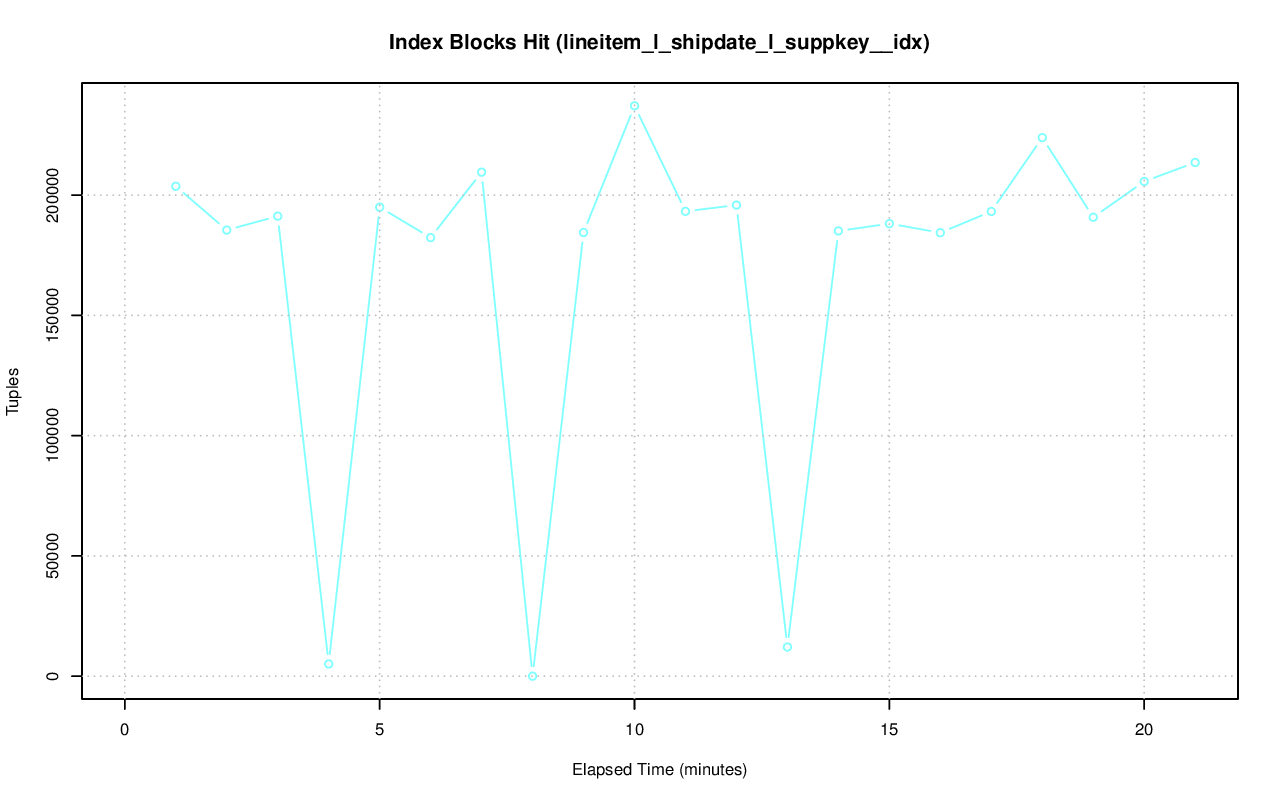 Index Blocks Hit (lineitem_l_shipdate_l_suppkey__idx)
Tuples
200000
150000
100000
50000
0
0 5 10 15 20
Elapsed Time (minutes)